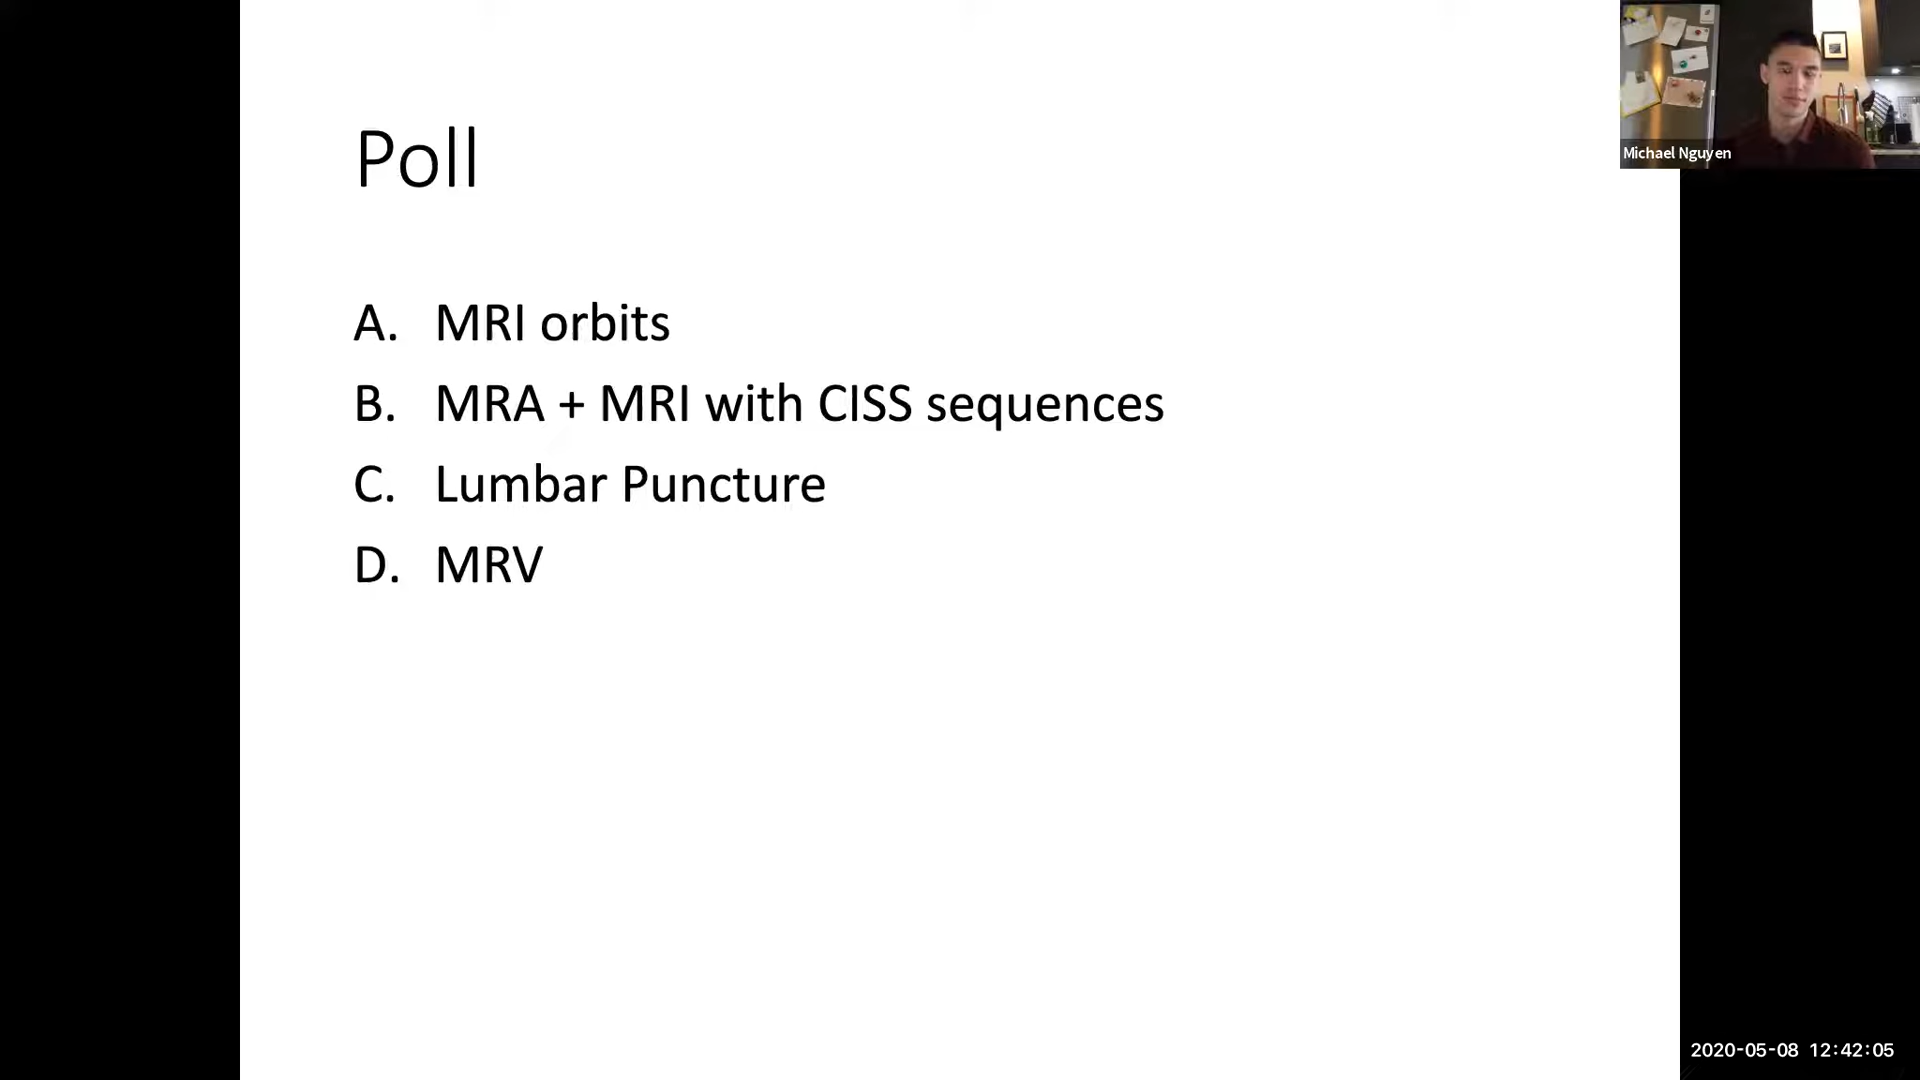 Poll
A. MRI orbits
B. MRA + MRI with CISS sequences
C. Lumbar Puncture
D. MRV
Michael Nguyen
2020-05-08 12:42:05